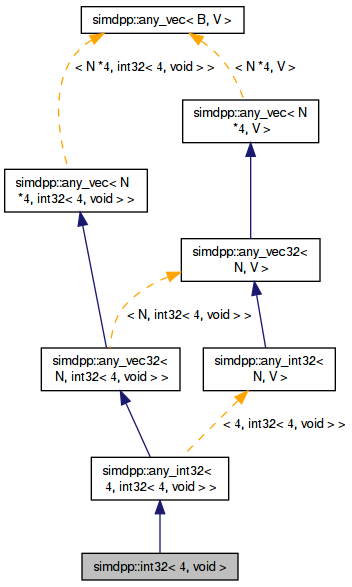 simdpp::any_vec< B, V >
< N *4, int32< 4, void > >
< N *4, V >
simdpp::any_vec< N
*4, V >
simdpp::any_vec< N
*4, int32< 4, void > >
simdpp::any_vec32<
N, V >
< N, int32< 4, void > >
simdpp::any_vec32<
N, int32< 4, void > >
simdpp::any_int32<
N, V >
< 4, int32< 4, void > >
simdpp::any_int32<
4, int32< 4, void > >
simdpp::int32< 4, void >